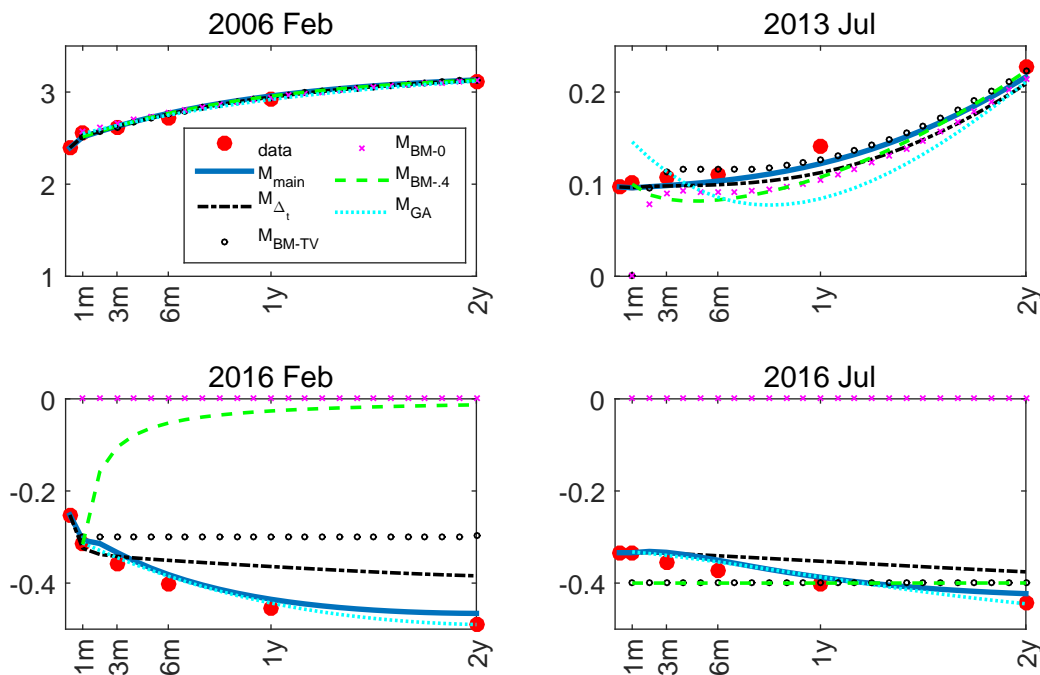 2006 Feb
3
2
1
1m
3m
6m
1y
2y
data
M_main
M_Δ_t
M_BM-TV
M_BM-0
M_BM-.4
M_GA
2013 Jul
0.2
0.1
0
1m
3m
6m
1y
2y
2016 Feb
0
-0.2
-0.4
1m
3m
6m
1y
2y
2016 Jul
0
-0.2
-0.4
1m
3m
6m
1y
2y